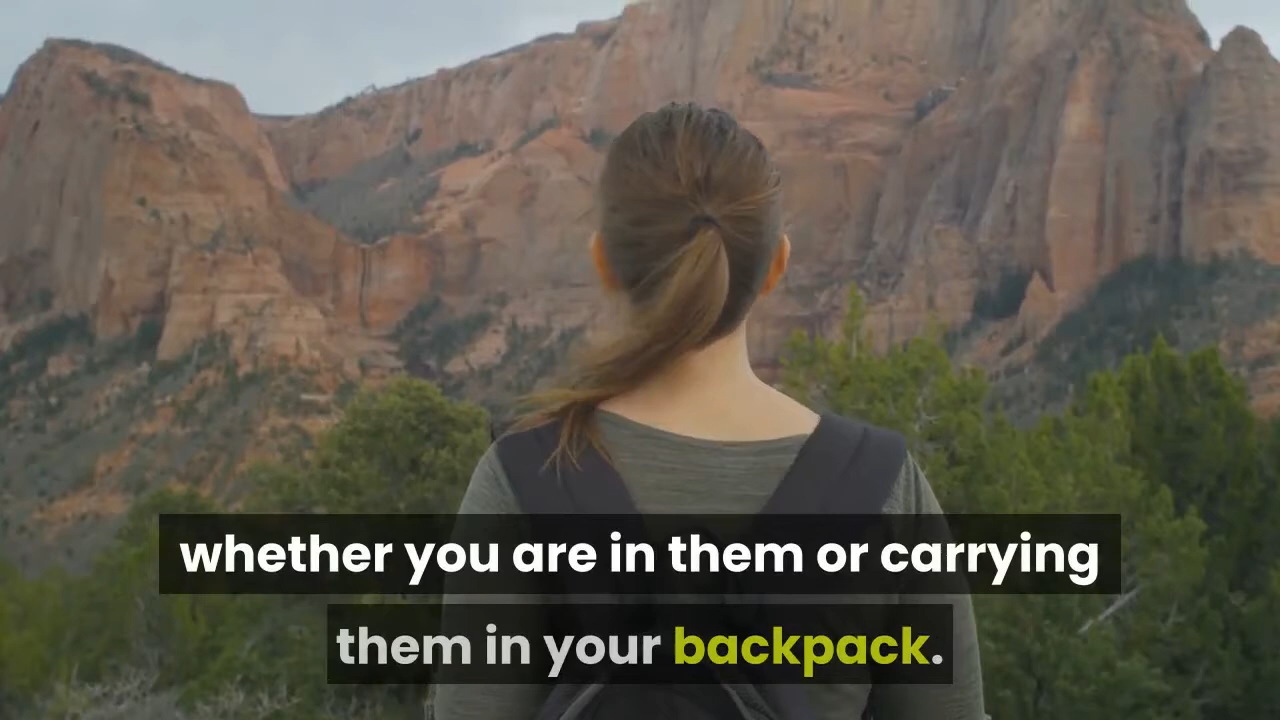 whether you are in them or carrying
them in your backpack.